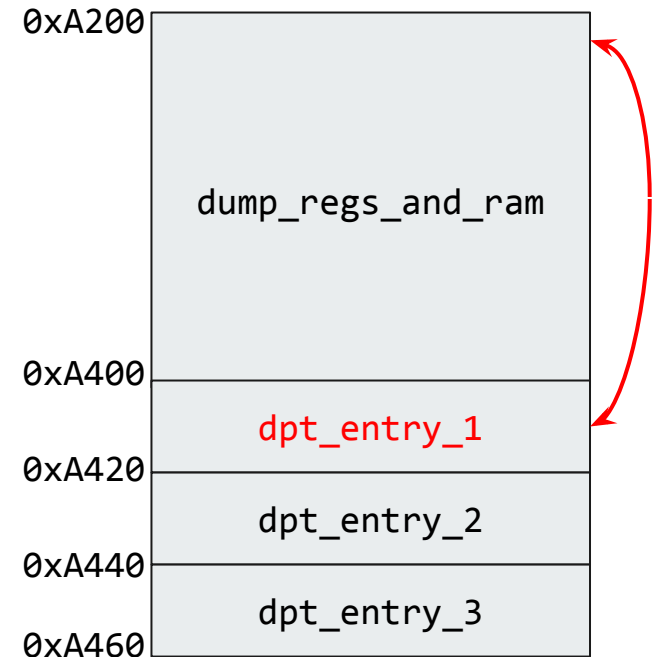 0xA200
dump_regs_and_ram
0xA400
dpt_entry_1
0xA420
dpt_entry_2
0xA440
dpt_entry_3
0xA460